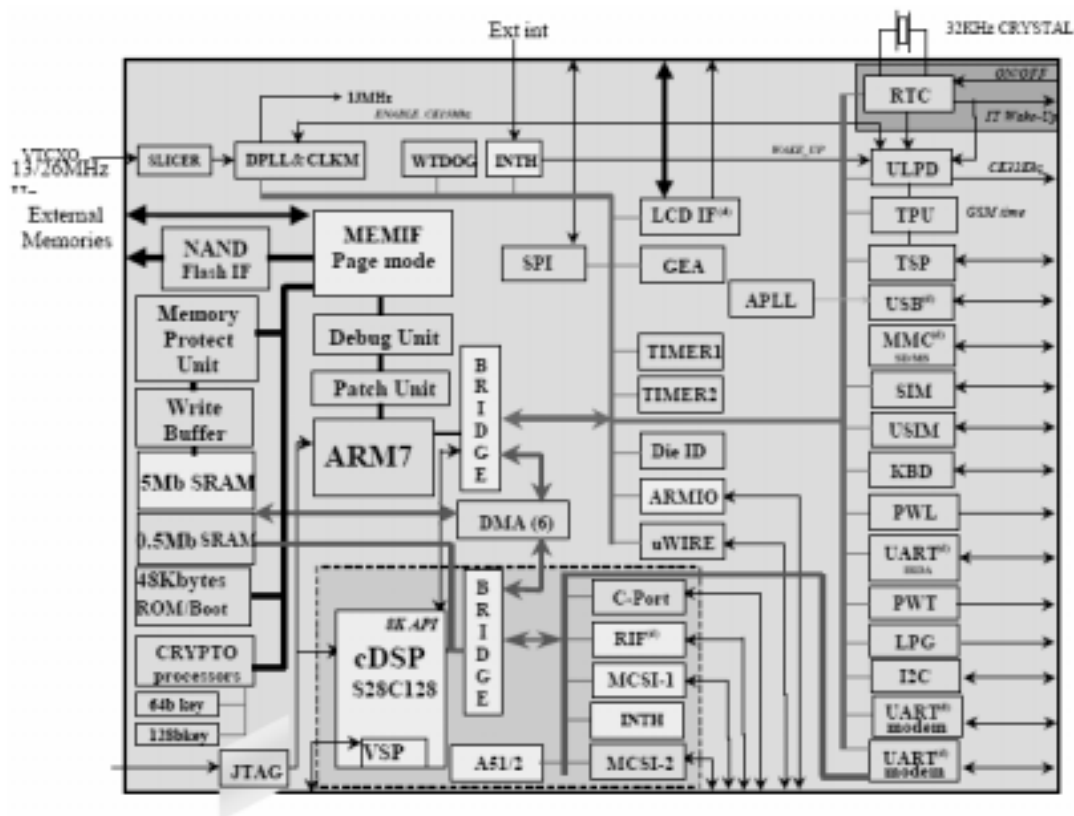 Ext int
32KHz CRYSTAL
ON/OFF
RTC
IT Wake-Up
13MHz
VTCXO
13/26MHz
SLICER
DPLL&CLKM
WTDOG
INTH
WAKE_UP
ULPD
External
Memories
MEMIF
Page mode
NAND
Flash IF
LCD IF
TPU
GSM time
SPI
GEA
TSP
APLL
USB
Memory
Protect
Unit
Debug Unit
TIMER1
MMC
SD/MS
Patch Unit
BRIDGE
TIMER2
SIM
Write
Buffer
ARM7
USIM
Die ID
5Mb SRAM
KBD
ARMIO
0.5Mb SRAM
DMA (6)
PWL
uWIRE
UART
48Kbytes
ROM/Boot
BRIDGE
C-Port
PWT
8K API
cDSP
S28C128
RIF
LPG
CRYPTO
processors
MCSI-1
I2C
64b key
128bkey
INTH
UART
modem
VSP
A51/2
MCSI-2
JTAG
UART
modem